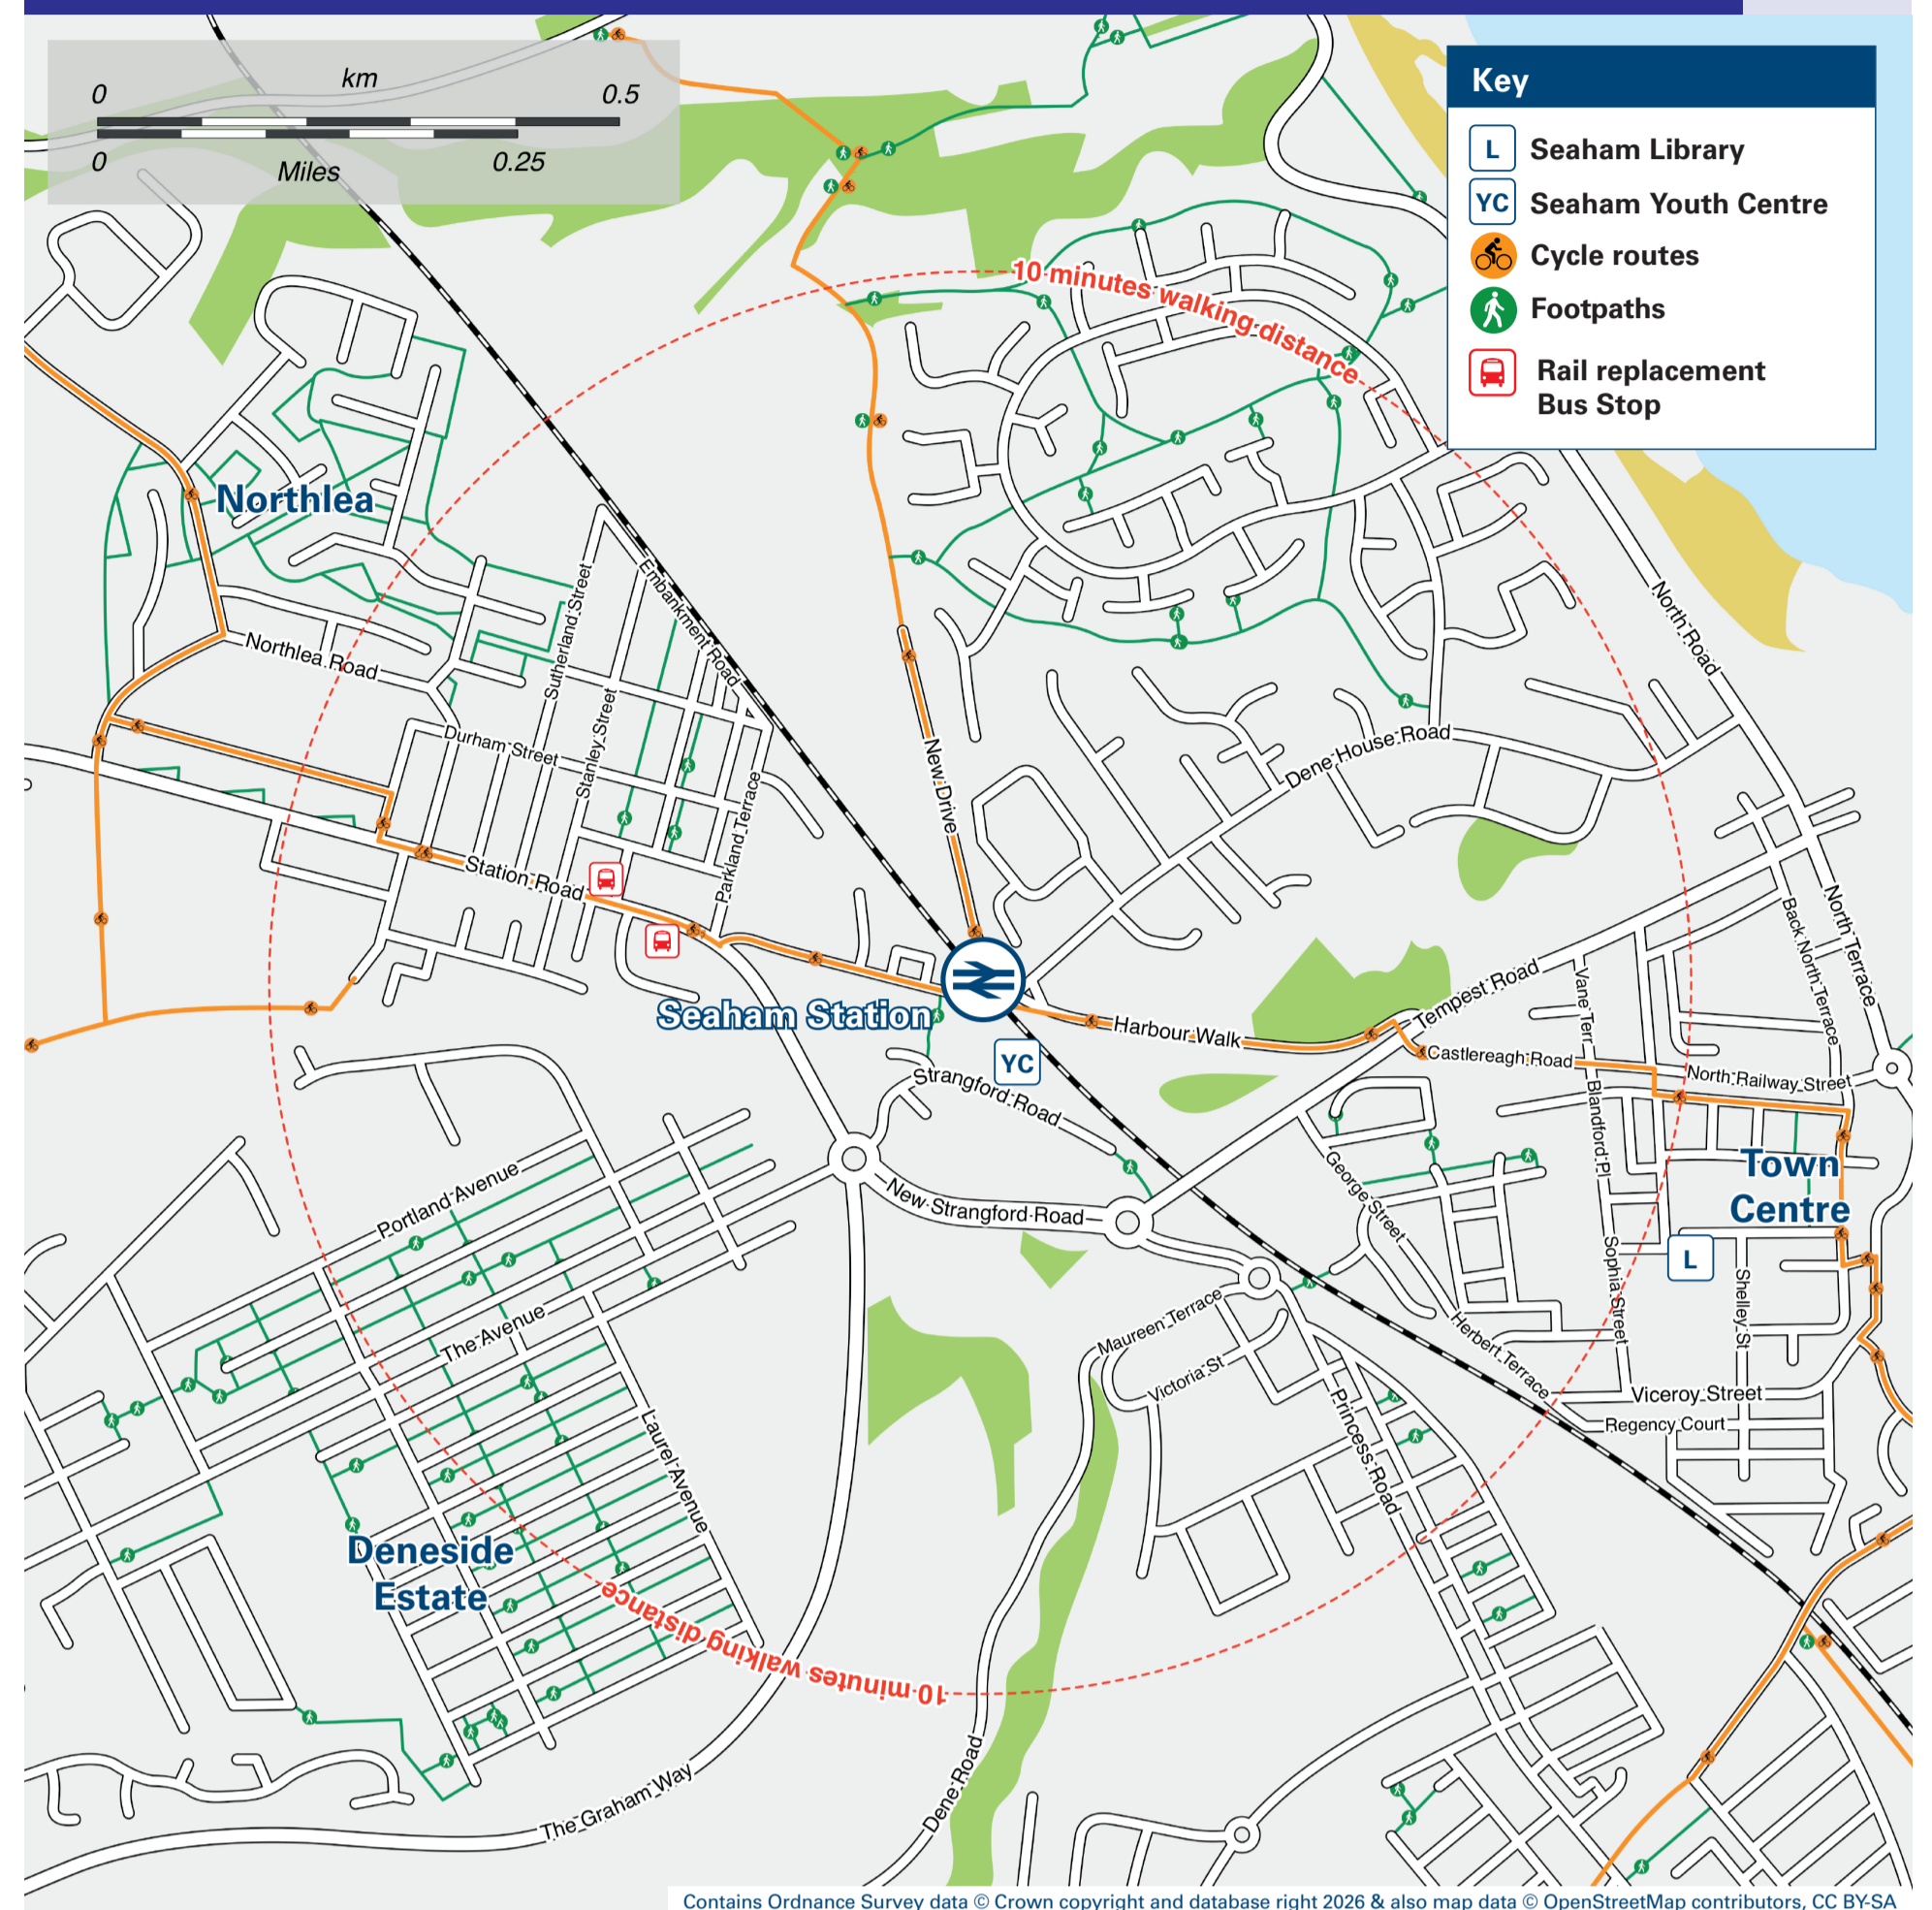 km
0
0.5
0
0.25
Miles
Key
L
Seaham Library
YC
Seaham Youth Centre
Cycle routes
Footpaths
Rail replacement
Bus Stop
10 minutes walking distance
Northlea
Embankment Road
Sutherland Street
North Road
Northlea Road
Stanley Street
Durham Street
New Drive
Dene House Road
Parkland Terrace
Station Road
North Terrace
Back North Terrace
Tempest Road
Vane Terr
Seaham Station
Harbour Walk
Castlereagh Road
YC
Strangford Road
North Railway Street
Blandford Pl
George Street
Town
Centre
Portland Avenue
New Strangford Road
L
Sophia Street
Shelley St
The Avenue
Maureen Terrace
Herbert Terrace
Victoria St
Viceroy Street
Regency Court
Princess Road
Laurel Avenue
Deneside
Estate
10 minutes walking distance
Dene Road
The Graham Way
Contains Ordnance Survey data © Crown copyright and database right 2026 & also map data © OpenStreetMap contributors, CC BY-SA